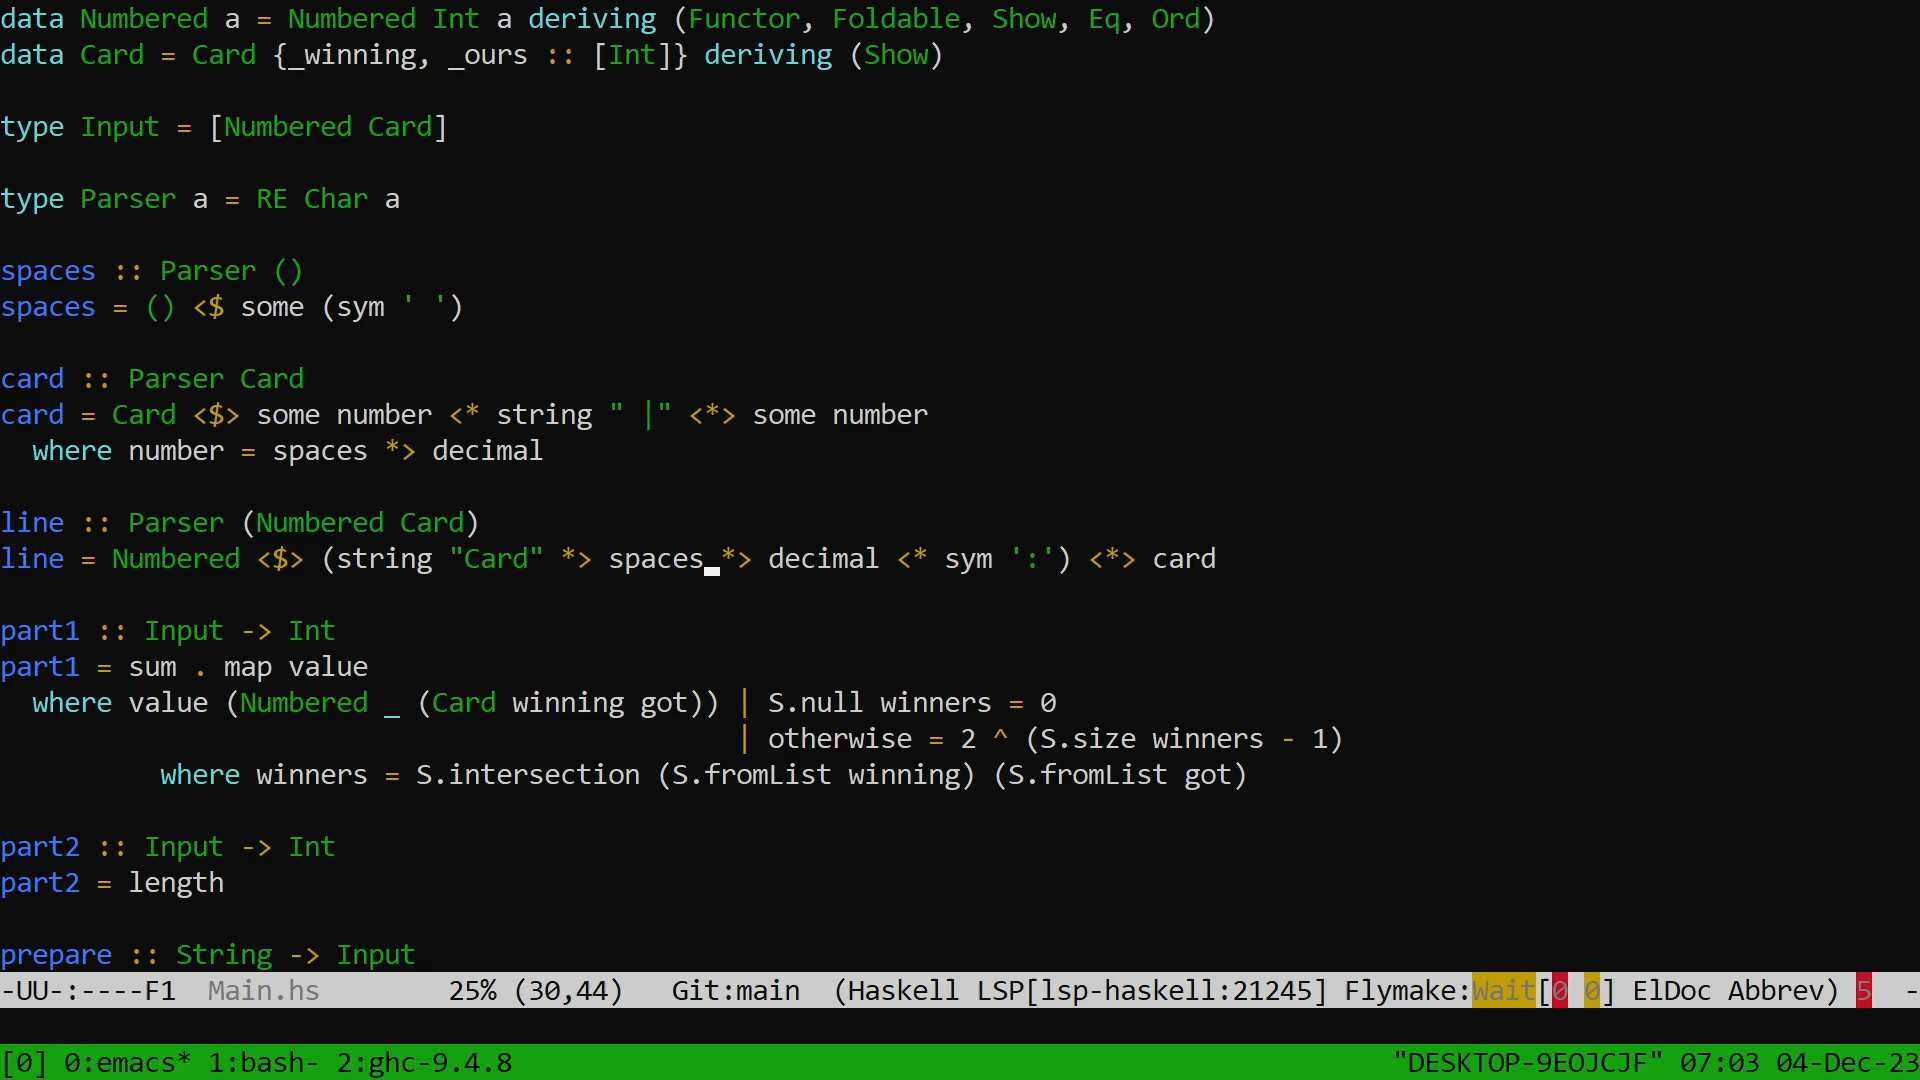 data Numbered a = Numbered Int a deriving (Functor, Foldable, Show, Eq, Ord)
data Card = Card {_winning, _ours :: [Int]} deriving (Show)
type Input = [Numbered Card]
type Parser a = RE Char a
spaces :: Parser ()
spaces = () <$ some (sym ' ')
card :: Parser Card
card = Card <$> some number <* string " |" <*> some number
  where number = spaces *> decimal
line :: Parser (Numbered Card)
line = Numbered <$> (string "Card" *> spaces *> decimal <* sym ':') <*> card
part1 :: Input -> Int
part1 = sum . map value
  where value (Numbered _ (Card winning got)) | S.null winners = 0
                                              | otherwise = 2 ^ (S.size winners - 1)
          where winners = S.intersection (S.fromList winning) (S.fromList got)
part2 :: Input -> Int
part2 = length
prepare :: String -> Input
-UU-:----F1  Main.hs        25% (30,44)   Git:main  (Haskell LSP[lsp-haskell:21245] Flymake:Wait[0 0] ElDoc Abbrev) 5  -
[0] 0:emacs* 1:bash- 2:ghc-9.4.8 "DESKTOP-9EOJCJF" 07:03 04-Dec-23